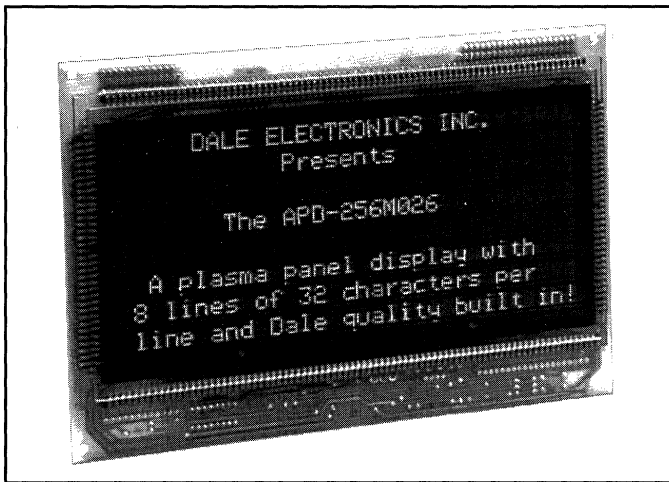 DALE ELECTRONICS INC.
Presents
The APD-256M026
A plasma panel display with
8 lines of 32 characters per
line and Dale quality built in!